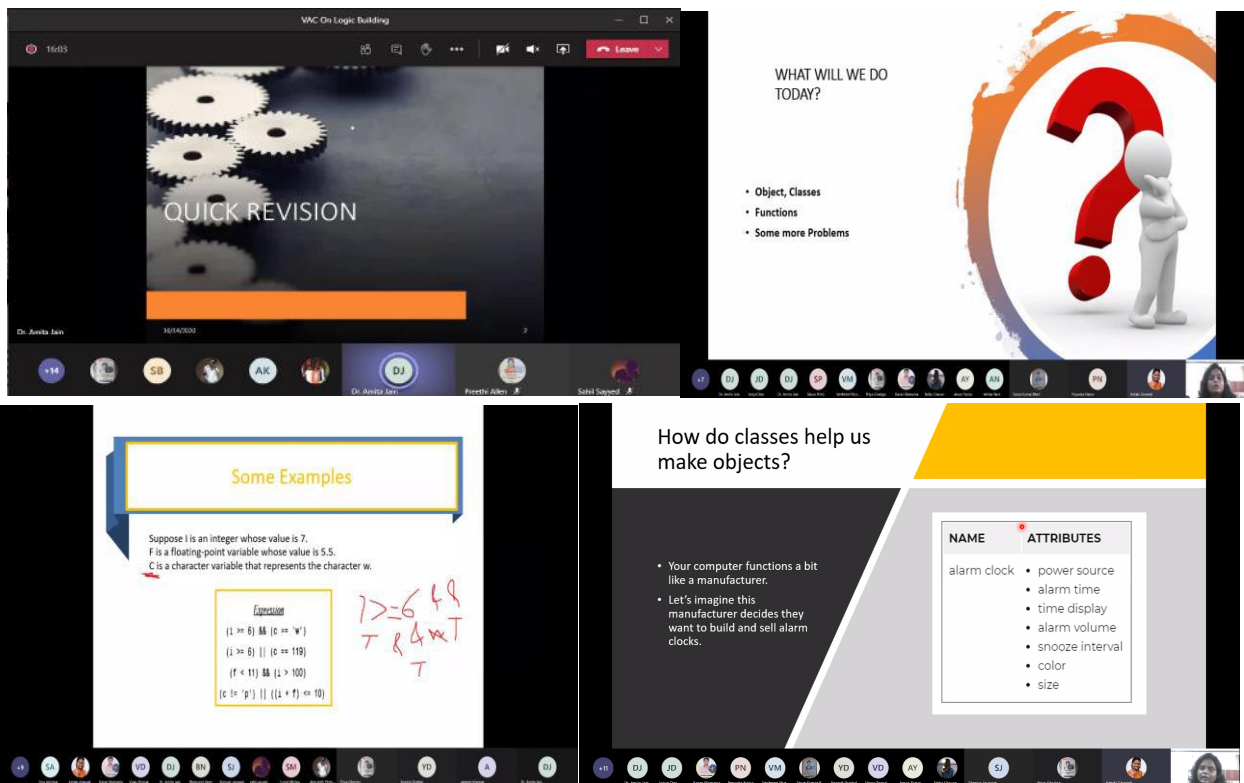 VAC On Logic Building
16:03
Leave
QUICK REVISION
Dr. Amita Jain
10/14/2020
2
+14
SB
AK
DJ
Dr. Amita Jain
Preethi Allen
Sahil Sayyed
WHAT WILL WE DO
TODAY?
• Object, Classes
• Functions
• Some more Problems
+7
DJ
JD
DJ
SP
VM
AY
AN
PN
Some Examples
Suppose I is an integer whose value is 7.
F is a floating-point variable whose value is 5.5.
C is a character variable that represents the character w.
Expression
(i >= 6) && (c == 'w')
(i >= 6) || (c == 119)
(f < 11) && (i > 100)
(c != 'p') || ((i + f) <= 10)
+9
SA
VD
DJ
BN
SJ
SM
YD
A
DJ
How do classes help us
make objects?
• Your computer functions a bit
like a manufacturer.
• Let's imagine this
manufacturer decides they
want to build and sell alarm
clocks.
NAME ATTRIBUTES
alarm clock • power source
• alarm time
• time display
• alarm volume
• snooze interval
• color
• size
+11
DJ
JD
PN
VM
YD
VD
AY
SJ